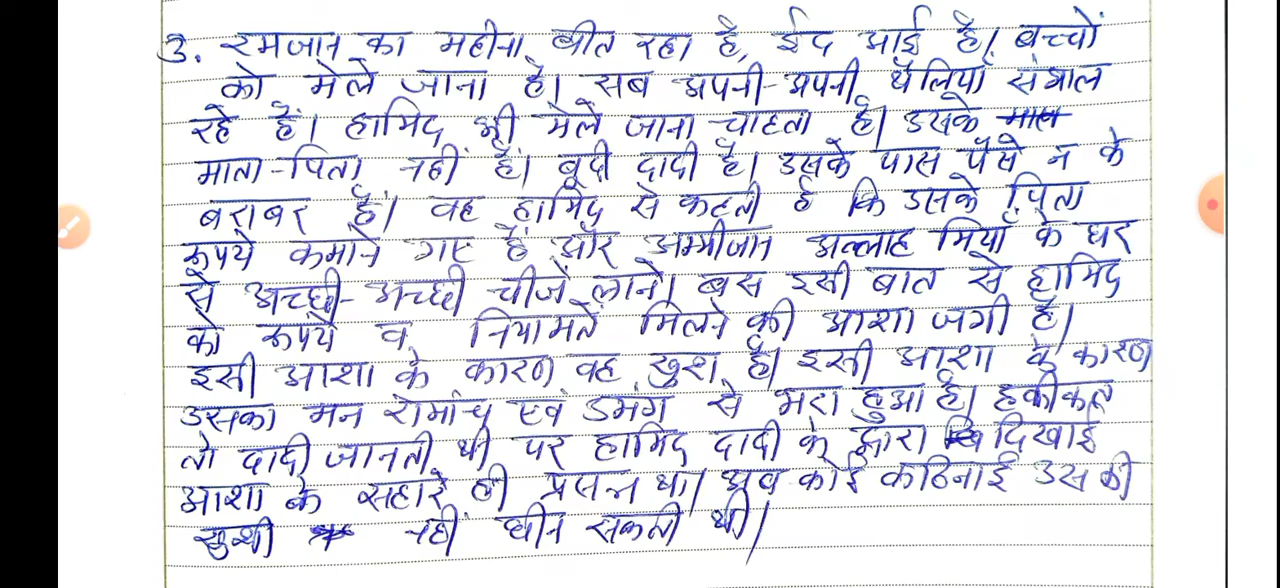 3. रमजान का महीना बीत रहा है, ईद आई है। बच्चों
को मेले जाना है। सब अपनी-अपनी थैलियाँ संभाल
रहे हैं। हामिद भी मेले जाना चाहता है। उसके
माता-पिता नहीं हैं। बूढ़ी दादी है। उसके पास पैसे न के
बराबर हैं। वह हामिद से कहती है कि उसके पिता
रूपये कमाने गए हैं और अम्मीजान अल्लाह मियाँ के घर
से अच्छी-अच्छी चीजें लाने। बस इसी बात से हामिद
को रूपये व नियामतें मिलने की आशा जगी है।
इसी आशा के कारण वह खुश है। इसी आशा के कारण
उसका मन रोमांच एवं उमंग से भरा हुआ है। हकीकत
तो दादी जानती थी पर हामिद दादी के द्वारा दिखाई
आशा के सहारे ही प्रसन्न था। अब कोई कठिनाई उस की
खुशी नहीं छीन सकती थी।